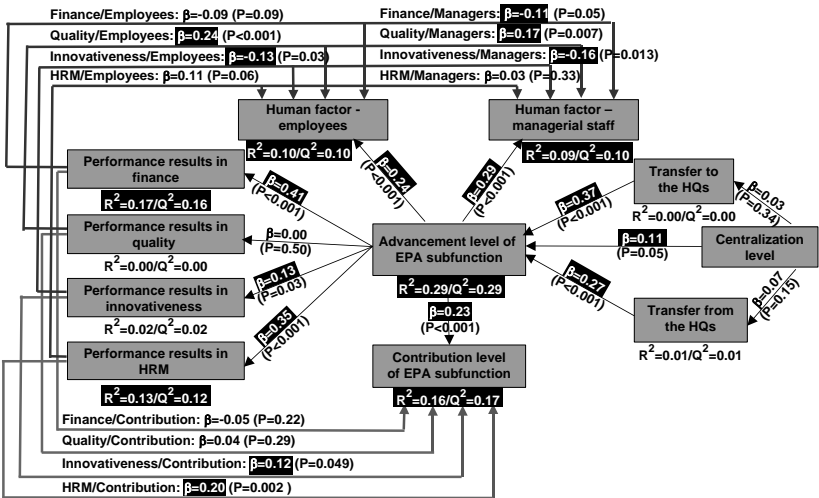 Finance/Employees: β=-0.09 (P=0.09)
Quality/Employees: β=0.24 (P<0.001)
Innovativeness/Employees: β=-0.13 (P=0.03)
HRM/Employees: β=0.11 (P=0.06)
Finance/Managers: β=-0.11 (P=0.05)
Quality/Managers: β=0.17 (P=0.007)
Innovativeness/Managers: β=-0.16 (P=0.013)
HRM/Managers: β=0.03 (P=0.33)
Human factor -
employees
R²=0.10/Q²=0.10
Human factor –
managerial staff
R²=0.09/Q²=0.10
Performance results in
finance
R²=0.17/Q²=0.16
Performance results in
quality
R²=0.00/Q²=0.00
Performance results in
innovativeness
R²=0.02/Q²=0.02
Performance results in
HRM
R²=0.13/Q²=0.12
β=0.41
(P<0.001)
β=0.00
(P=0.50)
β=0.13
(P=0.03)
β=0.35
(P<0.001)
β=0.24
(P<0.001)
β=0.29
(P<0.001)
Advancement level of
EPA subfunction
R²=0.29/Q²=0.29
β=0.23
(P<0.001)
Contribution level
of EPA subfunction
R²=0.16/Q²=0.17
β=0.37
(P<0.001)
β=0.11
(P=0.05)
β=0.27
(P<0.001)
Transfer to
the HQs
R²=0.00/Q²=0.00
β=0.03
(P=0.34)
Centralization
level
β=0.07
(P=0.15)
Transfer from
the HQs
R²=0.01/Q²=0.01
Finance/Contribution: β=-0.05 (P=0.22)
Quality/Contribution: β=0.04 (P=0.29)
Innovativeness/Contribution: β=0.12 (P=0.049)
HRM/Contribution: β=0.20 (P=0.002 )